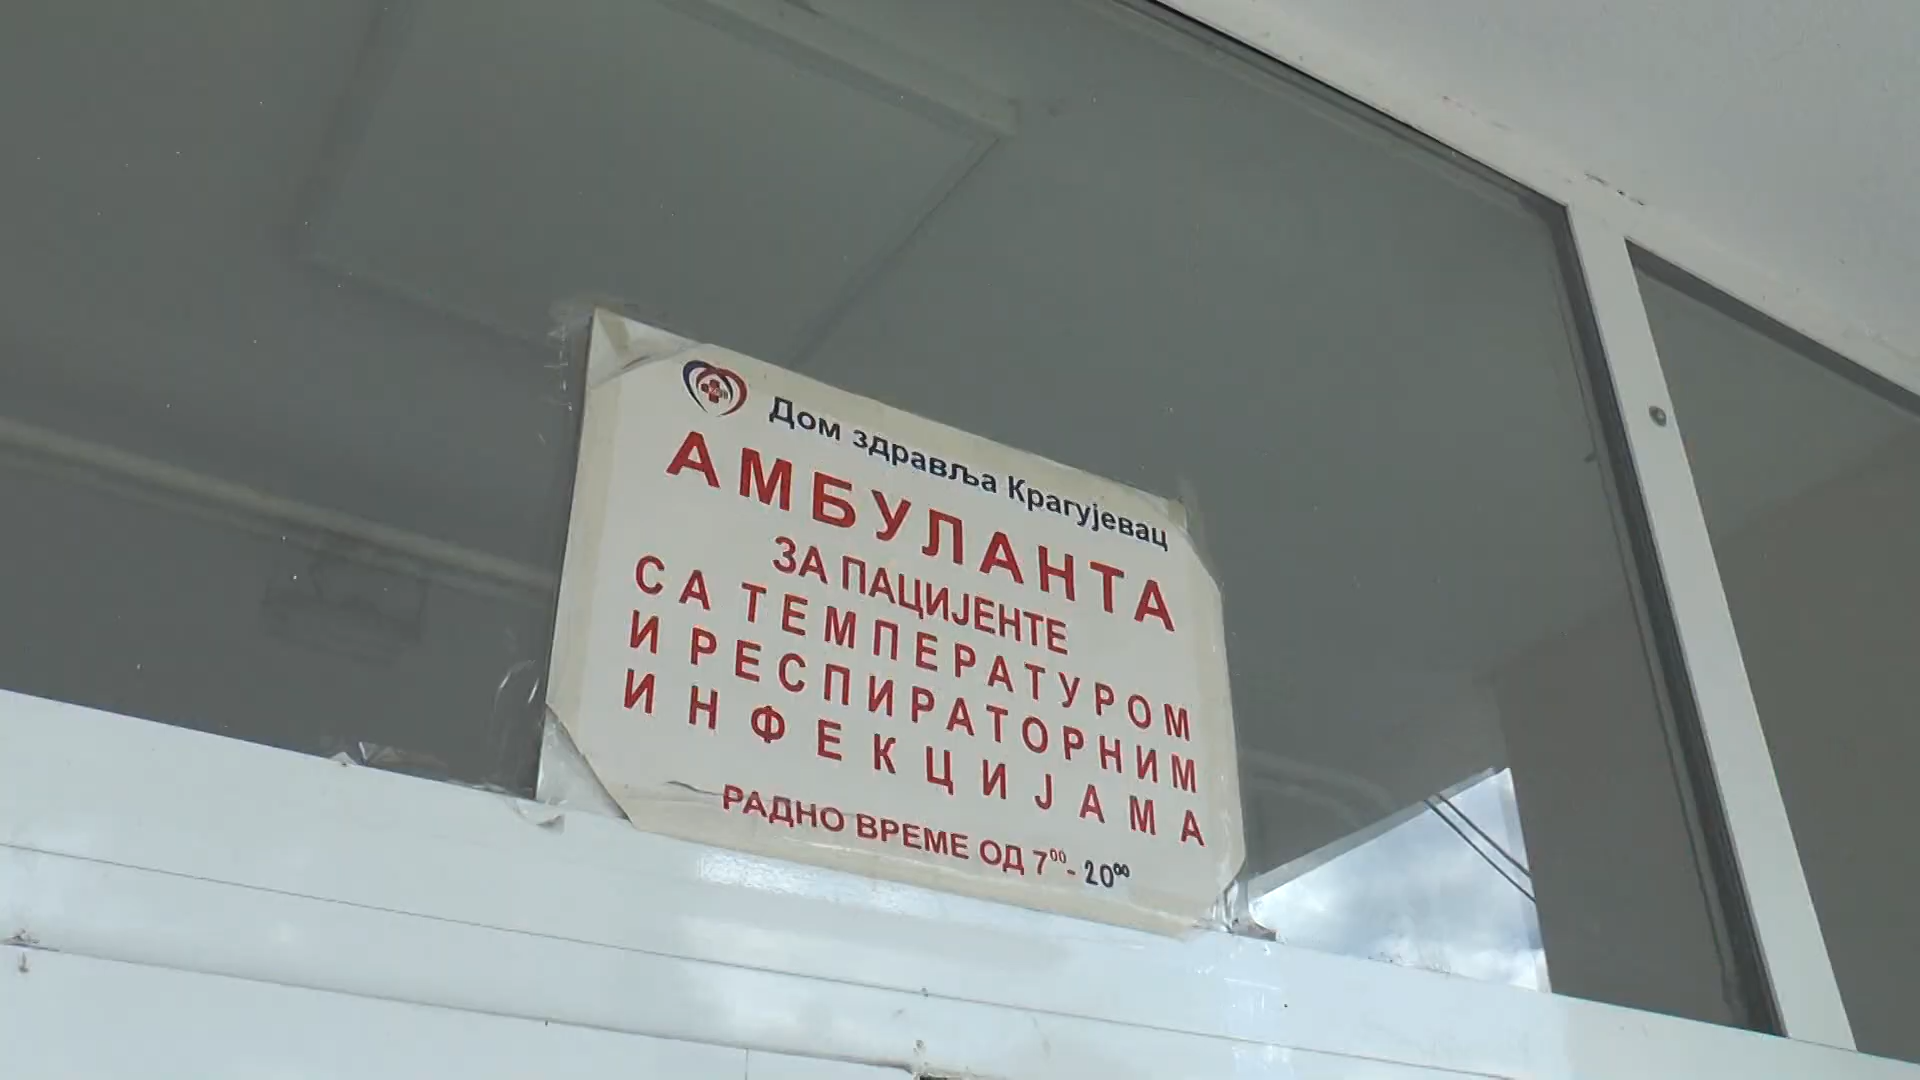 Дом здравља Крагујевац
АМБУЛАНТА
ЗА ПАЦИЈЕНТЕ
СА ТЕМПЕРАТУРОМ
И РЕСПИРАТОРНИМ
ИНФЕКЦИЈАМА
РАДНО ВРЕМЕ ОД 7⁰⁰- 20⁰⁰